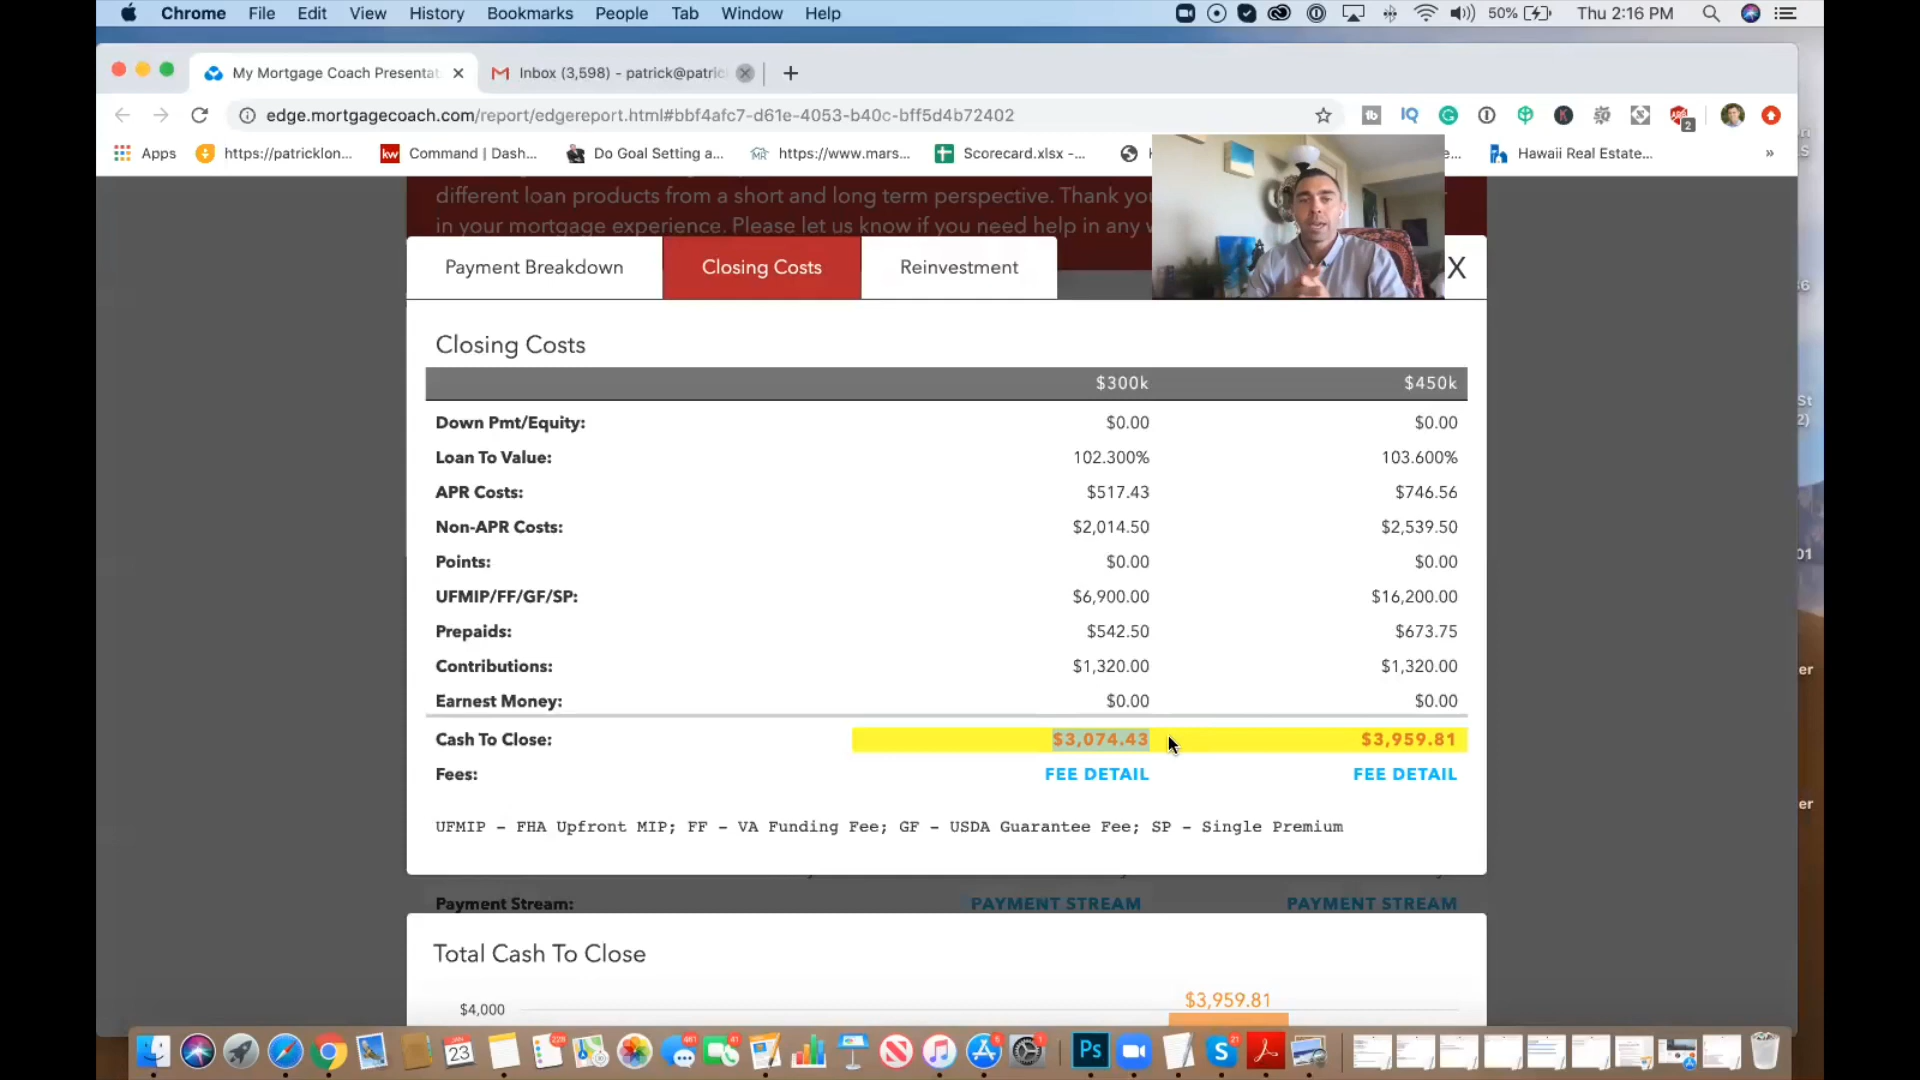 Chrome File Edit View History Bookmarks People Tab Window Help 50% Thu 2:16 PM
My Mortgage Coach Presentat Inbox (3,598) - patrick@patric
edge.mortgagecoach.com/report/edgereport.html#bbf4afc7-d61e-4053-b40c-bff5d4b72402
Apps https://patricklon... Command | Dash... Do Goal Setting a... https://www.mars... Scorecard.xlsx -... Hawaii Real Estate... »
different loan products from a short and long term perspective. Thank you
in your mortgage experience. Please let us know if you need help in any
Payment Breakdown Closing Costs Reinvestment X
Closing Costs
$300k $450k
Down Pmt/Equity: $0.00 $0.00
Loan To Value: 102.300% 103.600%
APR Costs: $517.43 $746.56
Non-APR Costs: $2,014.50 $2,539.50
Points: $0.00 $0.00
UFMIP/FF/GF/SP: $6,900.00 $16,200.00
Prepaids: $542.50 $673.75
Contributions: $1,320.00 $1,320.00
Earnest Money: $0.00 $0.00
Cash To Close: $3,074.43 $3,959.81
Fees: FEE DETAIL FEE DETAIL
UFMIP - FHA Upfront MIP; FF - VA Funding Fee; GF - USDA Guarantee Fee; SP - Single Premium
Payment Stream: PAYMENT STREAM PAYMENT STREAM
Total Cash To Close
$3,959.81
$4,000